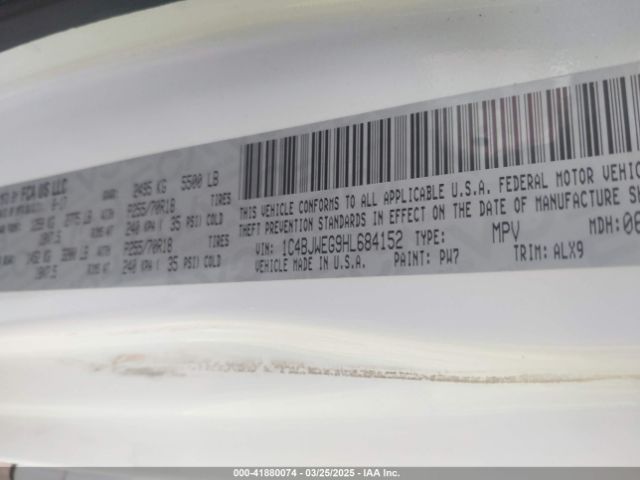 FCA US LLC
2495 KG 5500 LB
TIRES
P255/70R18
240 KPA ( 35 PSI) COLD
TIRES
P255/70R18
240 KPA ( 35 PSI) COLD
THIS VEHICLE CONFORMS TO ALL APPLICABLE U.S.A. FEDERAL MOTOR
THEFT PREVENTION STANDARDS IN EFFECT ON THE DATE OF MANUFACTURE
VIN: 1C4BJWEG9HL684152 TYPE: MPV MDH:
VEHICLE MADE IN U.S.A. PAINT: PW7 TRIM: ALX9
000-41880074 / 03/25/2025 - IAA Inc.